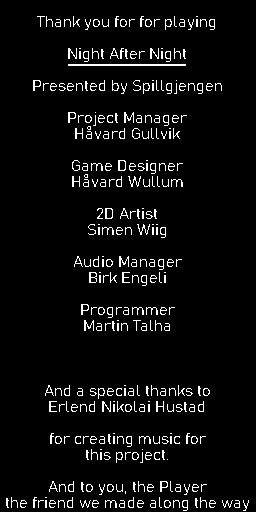 Thank you for for playing
Night After Night
Presented by Spillgjengen
Project Manager
Håvard Gullvik
Game Designer
Håvard Wullum
2D Artist
Simen Wiig
Audio Manager
Birk Engeli
Programmer
Martin Talha
And a special thanks to
Erlend Nikolai Hustad
for creating music for
this project.
And to you, the Player
the friend we made along the way